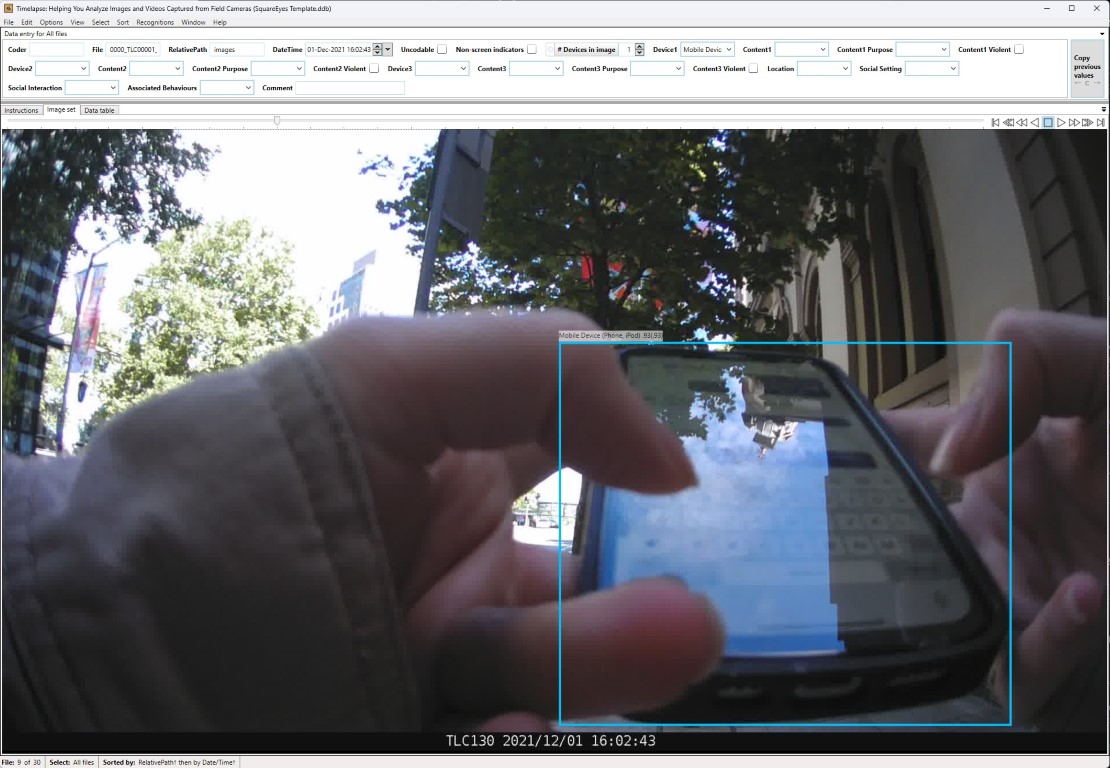 Timelapse: Helping You Analyze Images and Videos Captured from Field Cameras (SquareEyes Template.ddb)
File Edit Options View Select Sort Recognitions Window Help
Data entry for All files
Coder File 0000_TLC00001_ RelativePath images DateTime 01-Dec-2021 16:02:43 Uncodable Non-screen indicators # Devices in image 1 Device1 Mobile Devic Content1 Content1 Purpose Content1 Violent
Device2 Content2 Content2 Purpose Content2 Violent Device3 Content3 Content3 Purpose Content3 Violent Location Social Setting
Social Interaction Associated Behaviours Comment
Copy
previous
values
Instructions Image set Data table
Mobile Device (Phone, iPod) .93(.93)
TLC130 2021/12/01 16:02:43
File: 9 of 30 Select: All files Sorted by: RelativePath↑ then by Date/Time↑